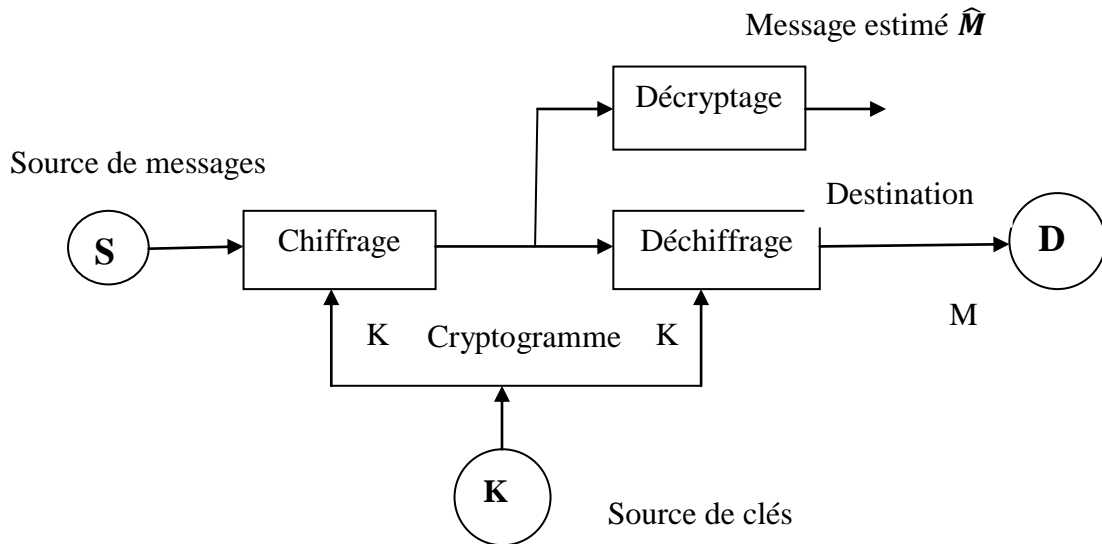 Message estimé M̂
Décryptage
Source de messages
Destination
S
Chiffrage
Déchiffrage
D
K
Cryptogramme
K
M
K
Source de clés